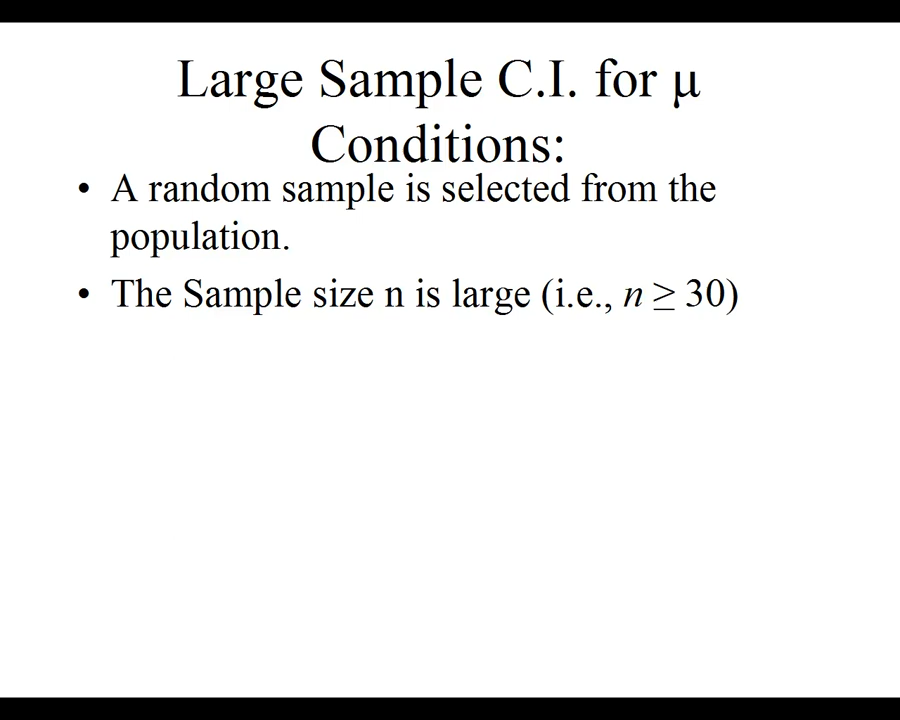 Large Sample C.I. for μ
Conditions:
• A random sample is selected from the
population.
• The Sample size n is large (i.e., n ≥ 30)